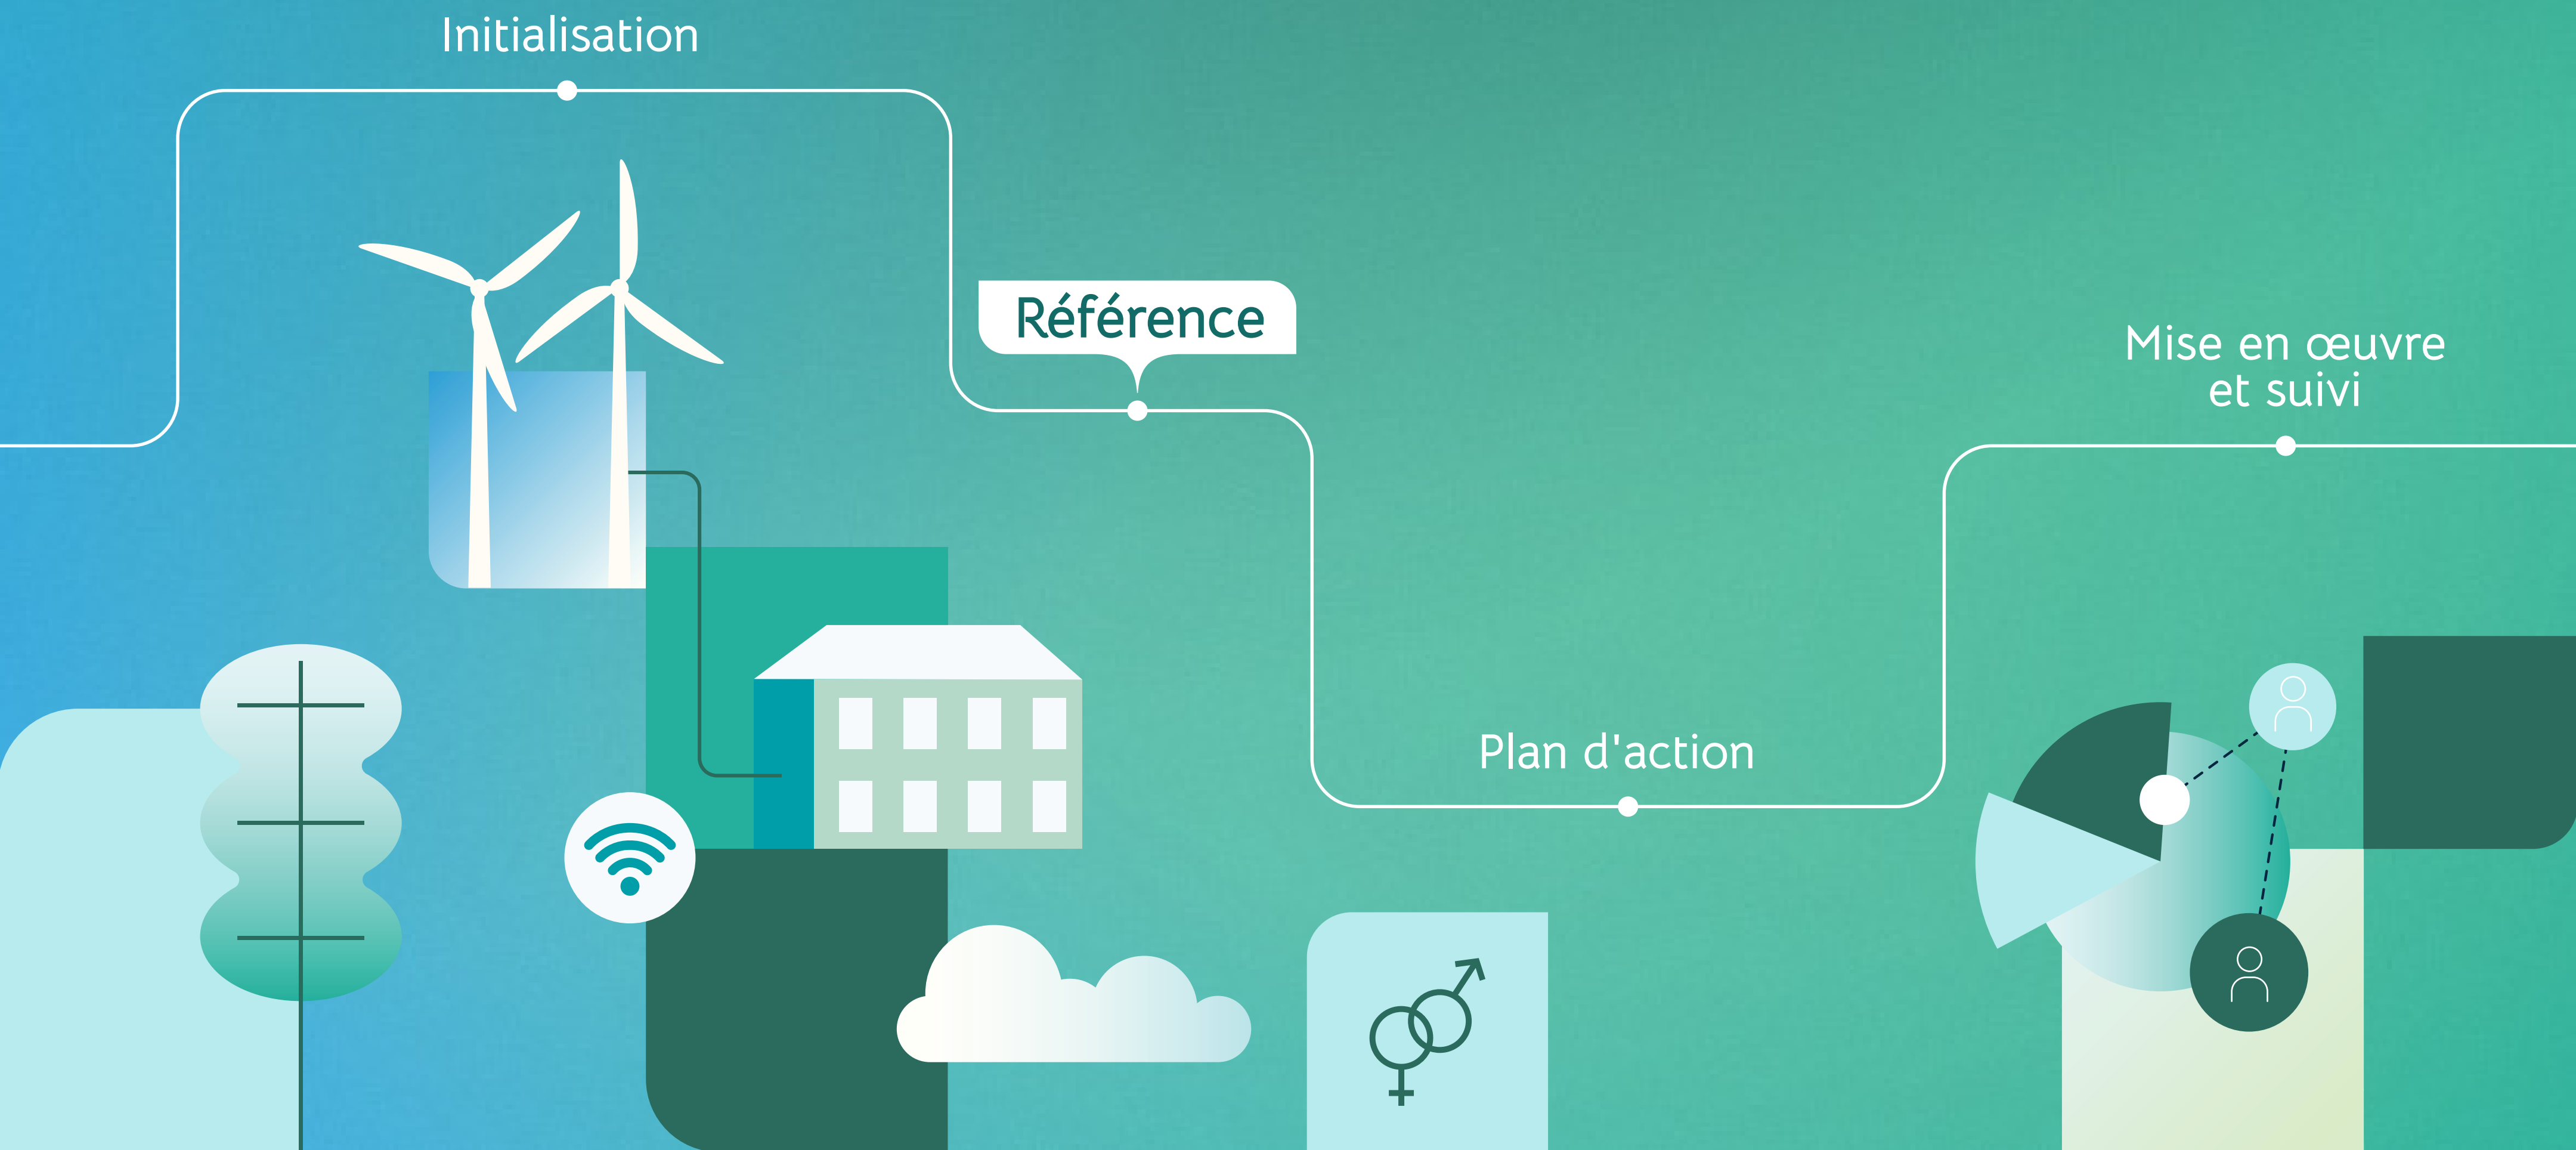 Initialisation
Référence
Mise en œuvre
et suivi
Plan d'action